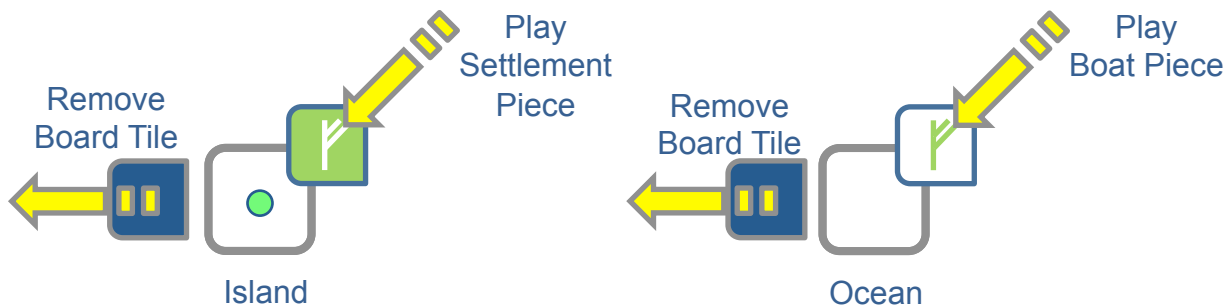 Play
Settlement
Piece
Remove
Board Tile
ᚠ
Island
Play
Boat Piece
Remove
Board Tile
ᚠ
Ocean